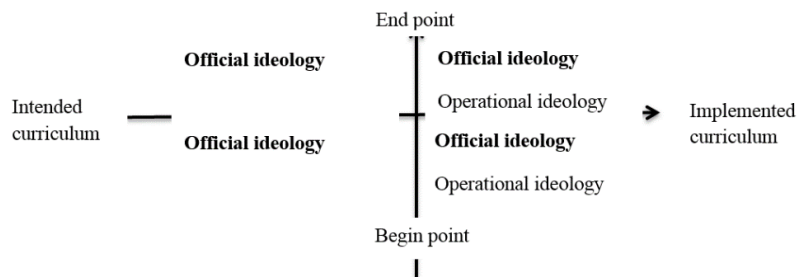 End point
Official ideology
Official ideology
Operational ideology
Intended
curriculum
Implemented
curriculum
Official ideology
Official ideology
Operational ideology
Begin point